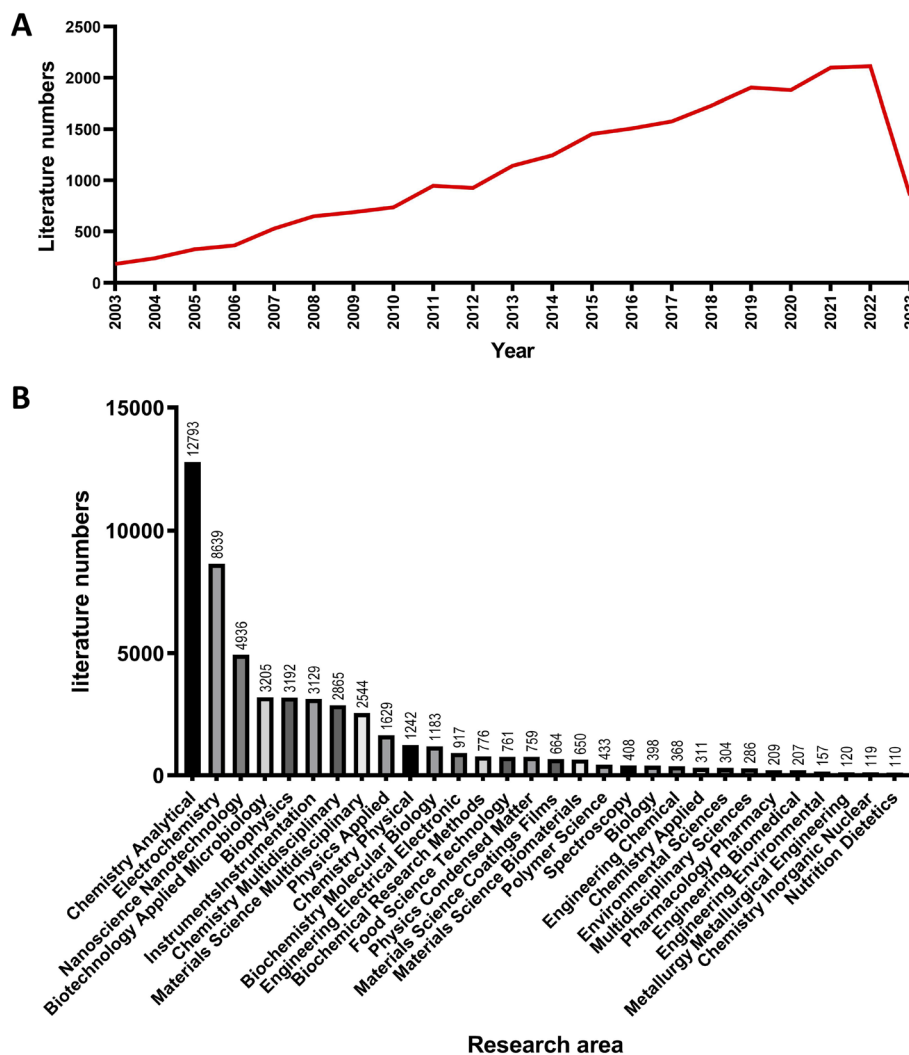 A
Literature numbers
2500
2000
1500
1000
500
0
2003
2004
2005
2006
2007
2008
2009
2010
2011
2012
2013
2014
2015
2016
2017
2018
2019
2020
2021
2022
Year
B
literature numbers
15000
10000
5000
0
12793
8639
4936
3205
3192
3129
2865
2544
1629
1242
1183
917
776
761
759
664
650
433
408
398
368
311
304
286
209
207
157
120
119
110
Chemistry Analytical
Electrochemistry
Nanoscience Nanotechnology
Biotechnology Applied Microbiology
Biophysics
InstrumentsInstrumentation
Chemistry Multidisciplinary
Materials Science Multidisciplinary
Physics Applied
Chemistry Physical
Biochemistry Molecular Biology
Engineering Electrical Electronic
Biochemical Research Methods
Food Science Technology
Physics Condensed Matter
Materials Science Coatings Films
Materials Science Biomaterials
Polymer Science
Spectroscopy
Biology
Engineering Chemical
Chemistry Applied
Environmental Sciences
Multidisciplinary Sciences
Pharmacology Pharmacy
Engineering Biomedical
Engineering Environmental
Metallurgy Metallurgical Engineering
Chemistry Inorganic Nuclear
Nutrition Dietetics
Research area